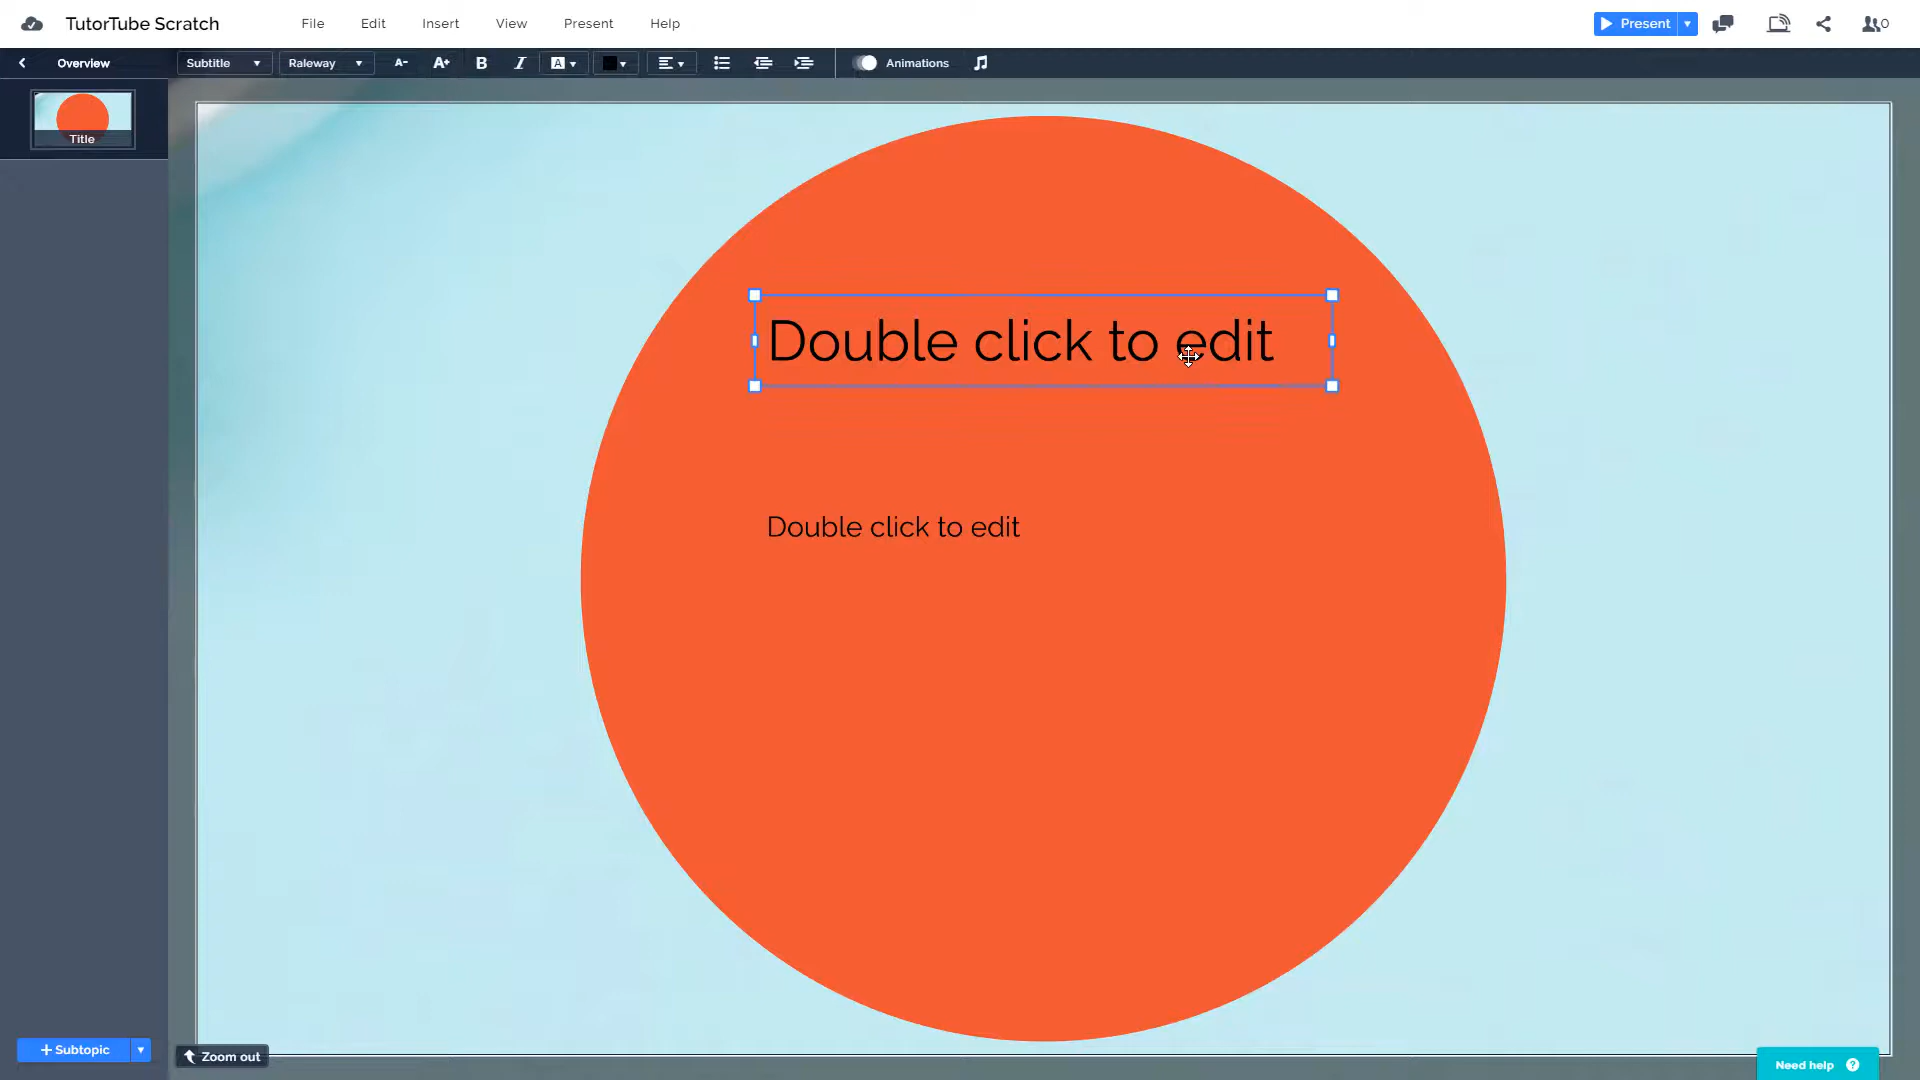 TutorTube Scratch File Edit Insert View Present Help Present 0
Overview Subtitle Raleway A- A+ B I A Animations
Title
Double click to edit
Double click to edit
+ Subtopic
Zoom out
Need help ?